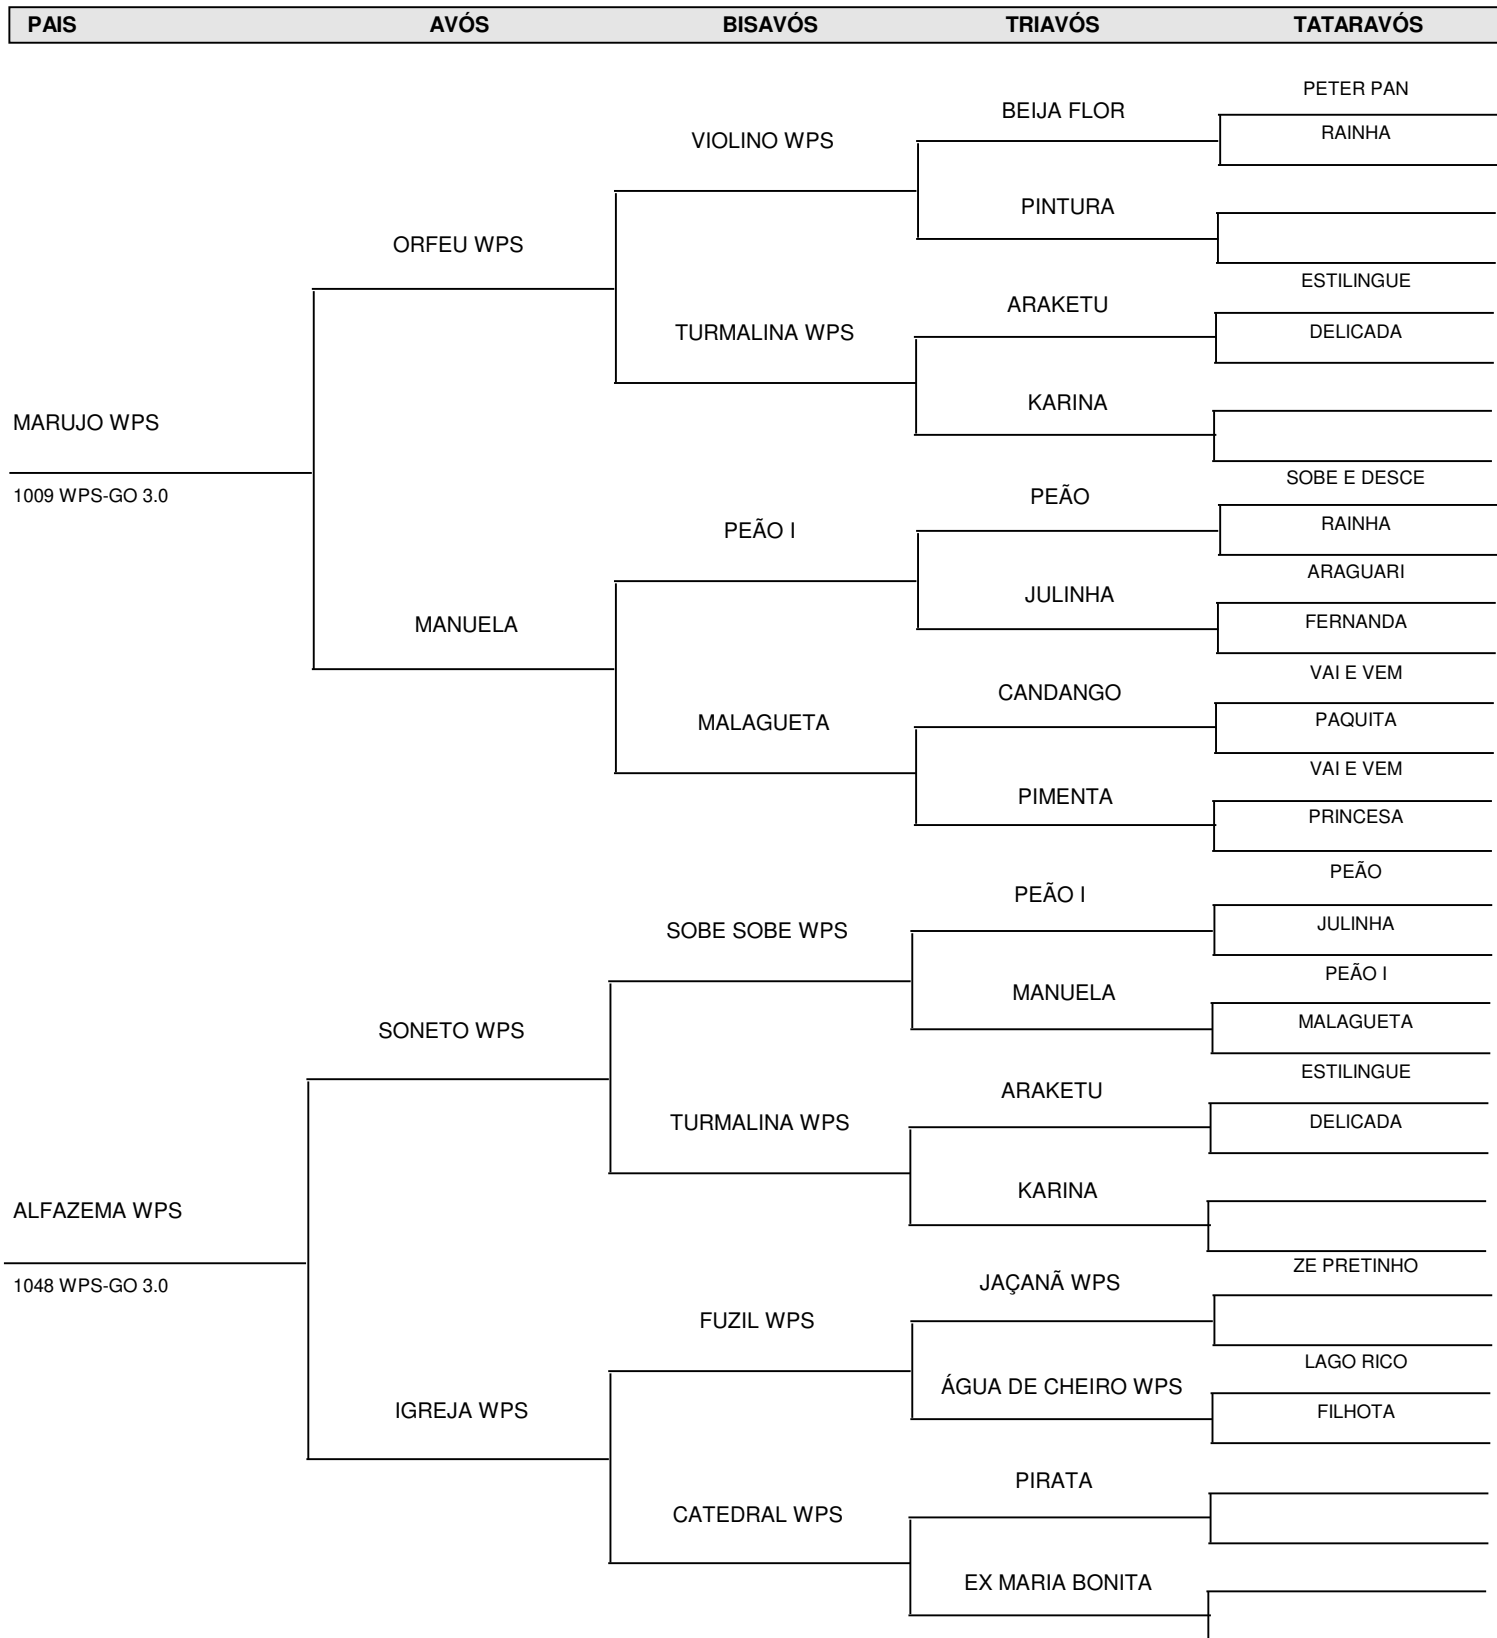 PAIS AVÓS BISAVÓS TRIAVÓS TATARAVÓS
PETER PAN
BEIJA FLOR
RAINHA
VIOLINO WPS
PINTURA
ORFEU WPS
ESTILINGUE
ARAKETU
TURMALINA WPS
DELICADA
KARINA
MARUJO WPS
SOBE E DESCE
1009 WPS-GO 3.0
PEÃO
RAINHA
PEÃO I
ARAGUARI
JULINHA
MANUELA
FERNANDA
VAI E VEM
CANDANGO
MALAGUETA
PAQUITA
VAI E VEM
PIMENTA
PRINCESA
PEÃO
PEÃO I
SOBE SOBE WPS
JULINHA
PEÃO I
MANUELA
SONETO WPS
MALAGUETA
ESTILINGUE
ARAKETU
TURMALINA WPS
DELICADA
KARINA
ALFAZEMA WPS
ZE PRETINHO
1048 WPS-GO 3.0
JAÇANÃ WPS
FUZIL WPS
LAGO RICO
ÁGUA DE CHEIRO WPS
IGREJA WPS
FILHOTA
PIRATA
CATEDRAL WPS
EX MARIA BONITA